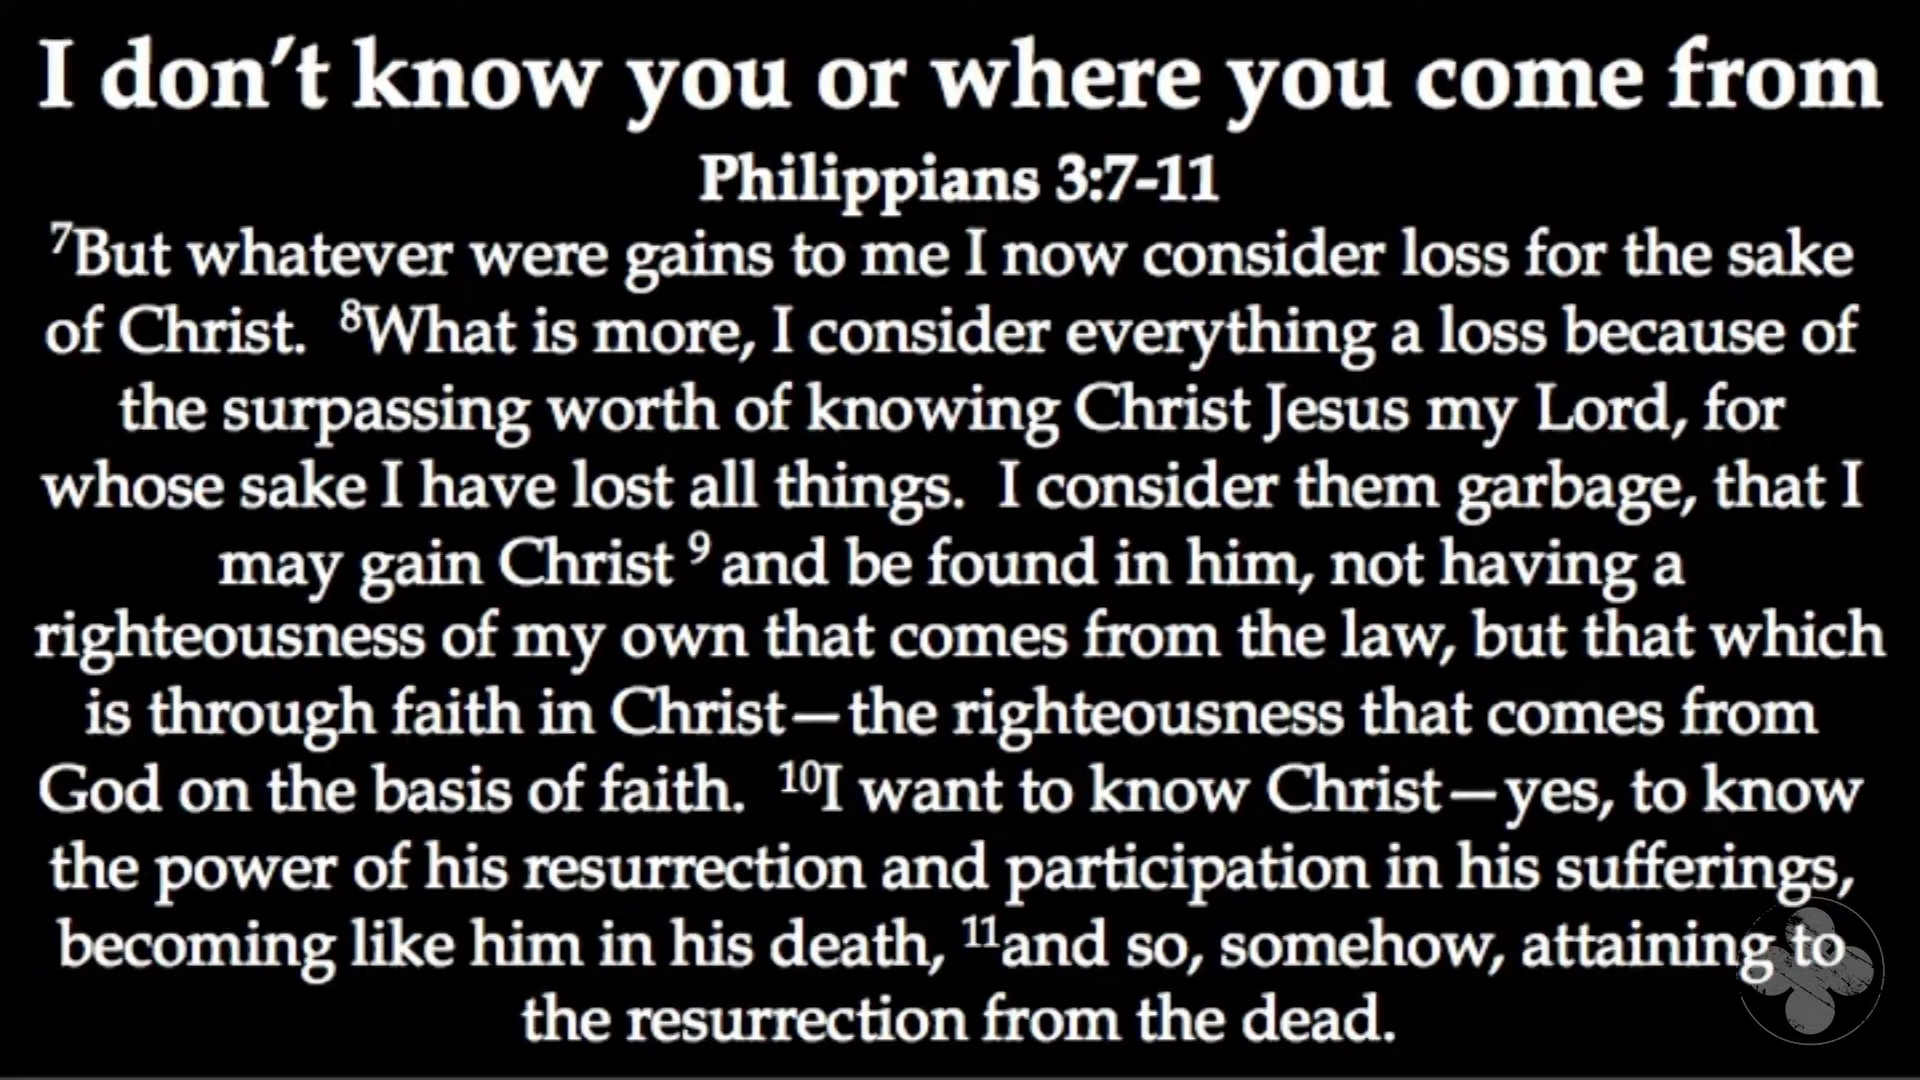 I don’t know you or where you come from
Philippians 3:7-11
⁷But whatever were gains to me I now consider loss for the sake
of Christ.  ⁸What is more, I consider everything a loss because of
the surpassing worth of knowing Christ Jesus my Lord, for
whose sake I have lost all things.  I consider them garbage, that I
may gain Christ ⁹ and be found in him, not having a
righteousness of my own that comes from the law, but that which
is through faith in Christ—the righteousness that comes from
God on the basis of faith.  ¹⁰I want to know Christ—yes, to know
the power of his resurrection and participation in his sufferings,
becoming like him in his death, ¹¹and so, somehow, attaining to
the resurrection from the dead.